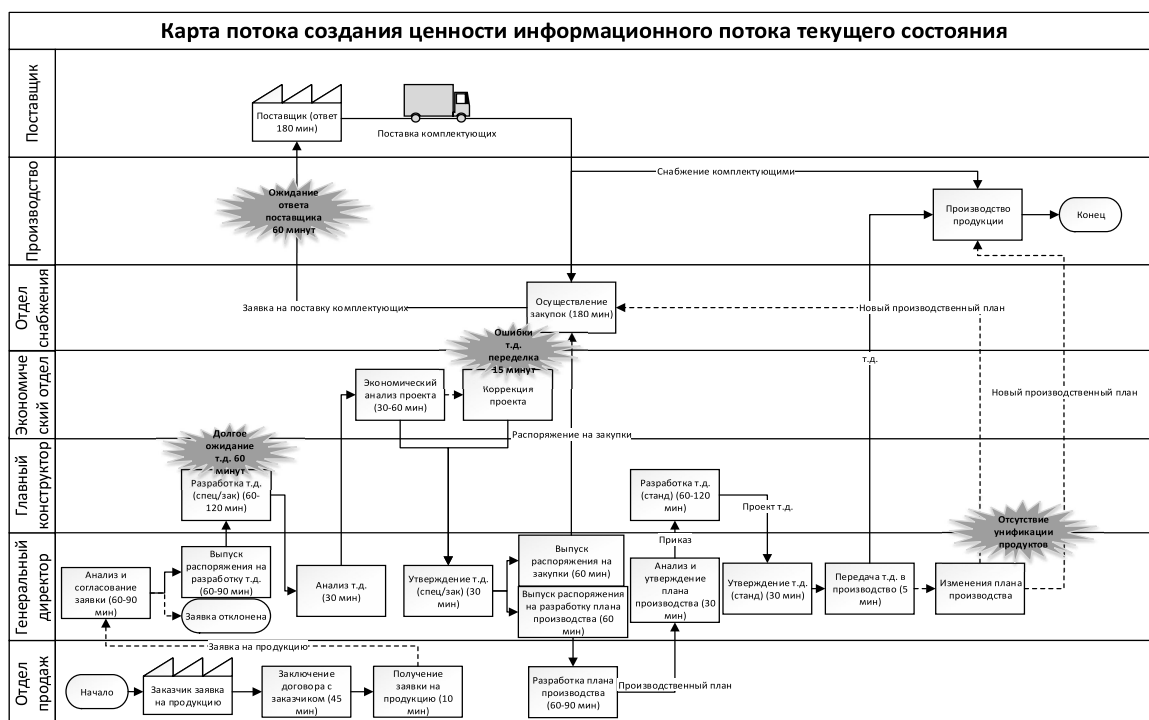 Карта потока создания ценности информационного потока текущего состояния
Поставщик
Поставщик (ответ
180 мин)
Поставка комплектующих
Производство
Ожидание
ответа
поставщика
60 минут
Снабжение комплектующими
Производство
продукции
Конец
Отдел
снабжения
Заявка на поставку комплектующих
Осуществление
закупок (180 мин)
Новый производственный план
Экономиче
ский отдел
Ошибки
т.д.
переделка
15 минут
Экономический
анализ проекта
(30-60 мин)
Коррекция
проекта
т.д.
Новый производственный план
Распоряжение на закупки
Главный
конструктор
Долгое
ожидание
т.д. 60
минут
Разработка т.д.
(спец/зак) (60-
120 мин)
Разработка т.д.
(станд) (60-120
мин)
Проект т.д.
Приказ
Отсутствие
унификации
продуктов
Генеральный
директор
Анализ и
согласование
заявки (60-90
мин)
Выпуск
распоряжения на
разработку т.д.
(60-90 мин)
Заявка отклонена
Анализ т.д.
(30 мин)
Утверждение т.д.
(спец/зак) (30
мин)
Выпуск
распоряжения на
закупки (60 мин)
Выпуск распоряжения
на разработку плана
производства (60
мин)
Анализ и
утверждение
плана
производства (30
мин)
Утверждение т.д.
(станд) (30 мин)
Передача т.д. в
производство (5
мин)
Изменения плана
производства
Отдел
продаж
Заявка на продукцию
Начало
Заказчик заявка
на продукцию
Заключение
договора с
заказчиком (45
мин)
Получение
заявки на
продукцию (10
мин)
Разработка плана
производства
(60-90 мин)
Производственный план